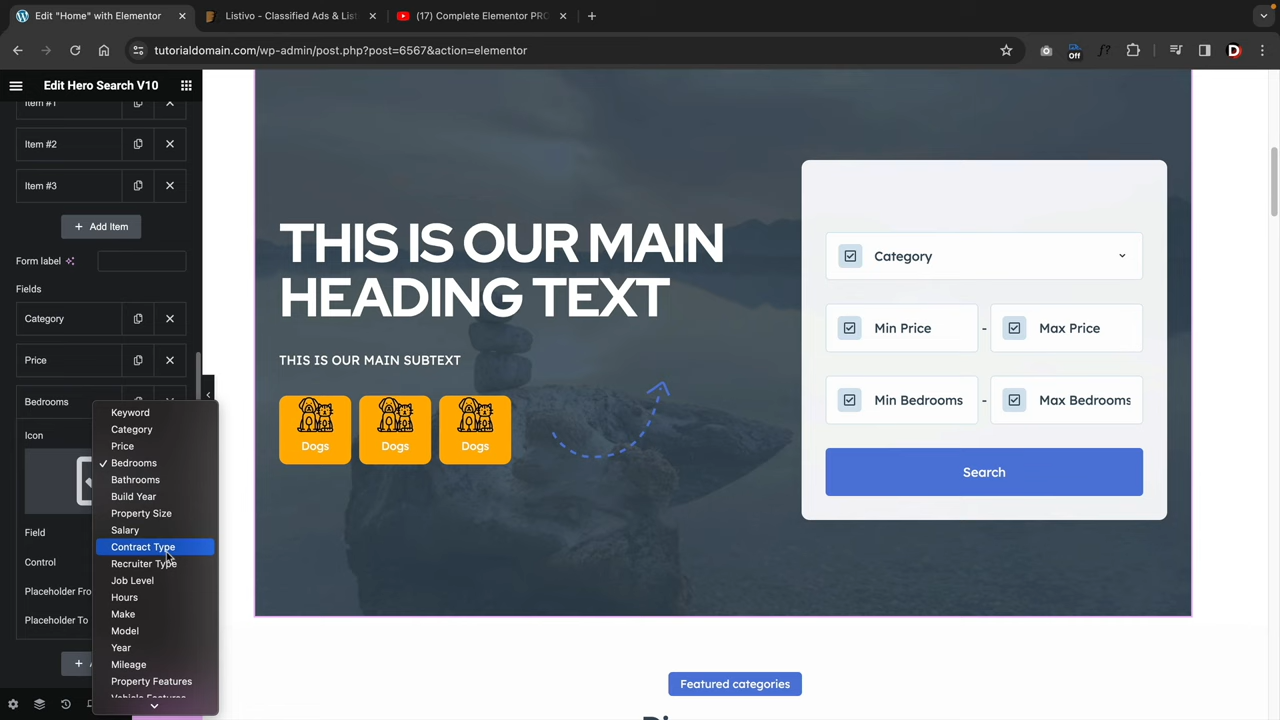 Edit "Home" with Elementor
Listivo - Classified Ads & List
(17) Complete Elementor PRO
tutorialdomain.com/wp-admin/post.php?post=6567&action=elementor
Off
Edit Hero Search V10
Item #1
Item #2
Item #3
+ Add Item
Form label
Fields
Category
Price
Bedrooms
Icon
Field
Control
Placeholder Fro
Placeholder To
Keyword
Category
Price
Bedrooms
Bathrooms
Build Year
Property Size
Salary
Contract Type
Recruiter Type
Job Level
Hours
Make
Model
Year
Mileage
Property Features
Vehicle Features
THIS IS OUR MAIN
HEADING TEXT
THIS IS OUR MAIN SUBTEXT
Dogs
Dogs
Dogs
Category
Min Price - Max Price
Min Bedrooms - Max Bedrooms
Search
Featured categories